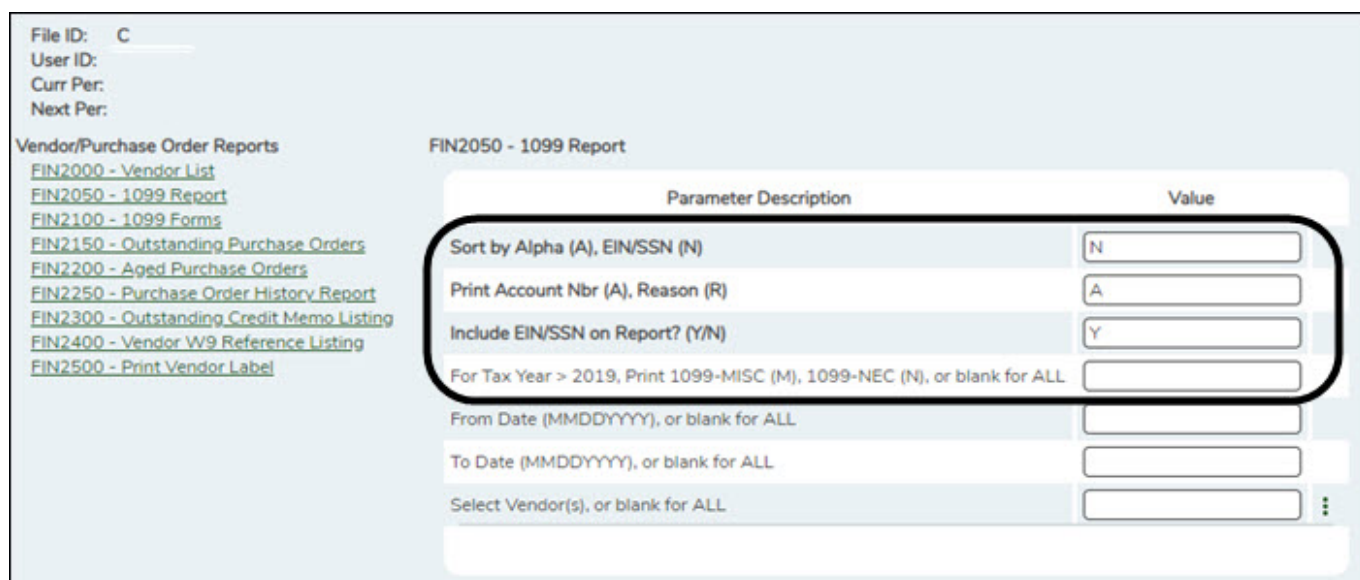 File ID: C
User ID:
Curr Per:
Next Per:
Vendor/Purchase Order Reports
FIN2000 - Vendor List
FIN2050 - 1099 Report
FIN2100 - 1099 Forms
FIN2150 - Outstanding Purchase Orders
FIN2200 - Aged Purchase Orders
FIN2250 - Purchase Order History Report
FIN2300 - Outstanding Credit Memo Listing
FIN2400 - Vendor W9 Reference Listing
FIN2500 - Print Vendor Label
FIN2050 - 1099 Report
Parameter Description Value
Sort by Alpha (A), EIN/SSN (N) N
Print Account Nbr (A), Reason (R) A
Include EIN/SSN on Report? (Y/N) Y
For Tax Year > 2019, Print 1099-MISC (M), 1099-NEC (N), or blank for ALL
From Date (MMDDYYYY), or blank for ALL
To Date (MMDDYYYY), or blank for ALL
Select Vendor(s), or blank for ALL